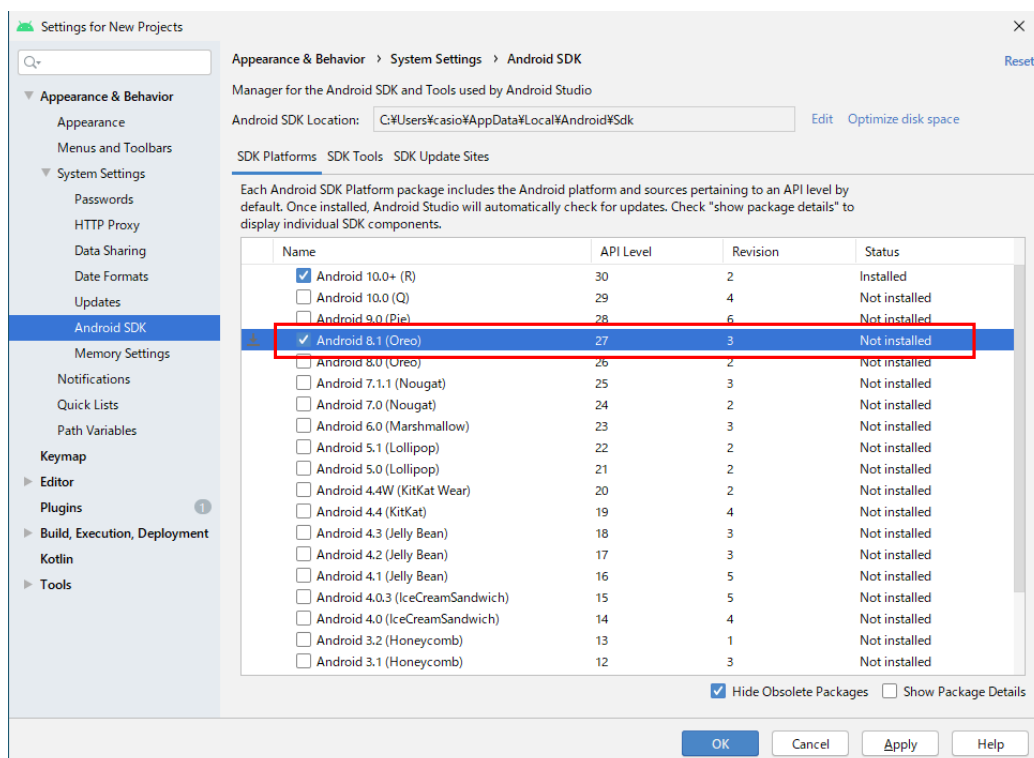 Settings for New Projects
Appearance & Behavior › System Settings › Android SDK
Reset
Manager for the Android SDK and Tools used by Android Studio
Android SDK Location: C:¥Users¥casio¥AppData¥Local¥Android¥Sdk Edit Optimize disk space
Appearance & Behavior
Appearance
Menus and Toolbars
System Settings
Passwords
HTTP Proxy
Data Sharing
Date Formats
Updates
Android SDK
Memory Settings
Notifications
Quick Lists
Path Variables
Keymap
Editor
Plugins 1
Build, Execution, Deployment
Kotlin
Tools
SDK Platforms SDK Tools SDK Update Sites
Each Android SDK Platform package includes the Android platform and sources pertaining to an API level by
default. Once installed, Android Studio will automatically check for updates. Check "show package details" to
display individual SDK components.
Name API Level Revision Status
Android 10.0+ (R) 30 2 Installed
Android 10.0 (Q) 29 4 Not installed
Android 9.0 (Pie) 28 6 Not installed
Android 8.1 (Oreo) 27 3 Not installed
Android 8.0 (Oreo) 26 2 Not installed
Android 7.1.1 (Nougat) 25 3 Not installed
Android 7.0 (Nougat) 24 2 Not installed
Android 6.0 (Marshmallow) 23 3 Not installed
Android 5.1 (Lollipop) 22 2 Not installed
Android 5.0 (Lollipop) 21 2 Not installed
Android 4.4W (KitKat Wear) 20 2 Not installed
Android 4.4 (KitKat) 19 4 Not installed
Android 4.3 (Jelly Bean) 18 3 Not installed
Android 4.2 (Jelly Bean) 17 3 Not installed
Android 4.1 (Jelly Bean) 16 5 Not installed
Android 4.0.3 (IceCreamSandwich) 15 5 Not installed
Android 4.0 (IceCreamSandwich) 14 4 Not installed
Android 3.2 (Honeycomb) 13 1 Not installed
Android 3.1 (Honeycomb) 12 3 Not installed
Hide Obsolete Packages Show Package Details
OK Cancel Apply Help